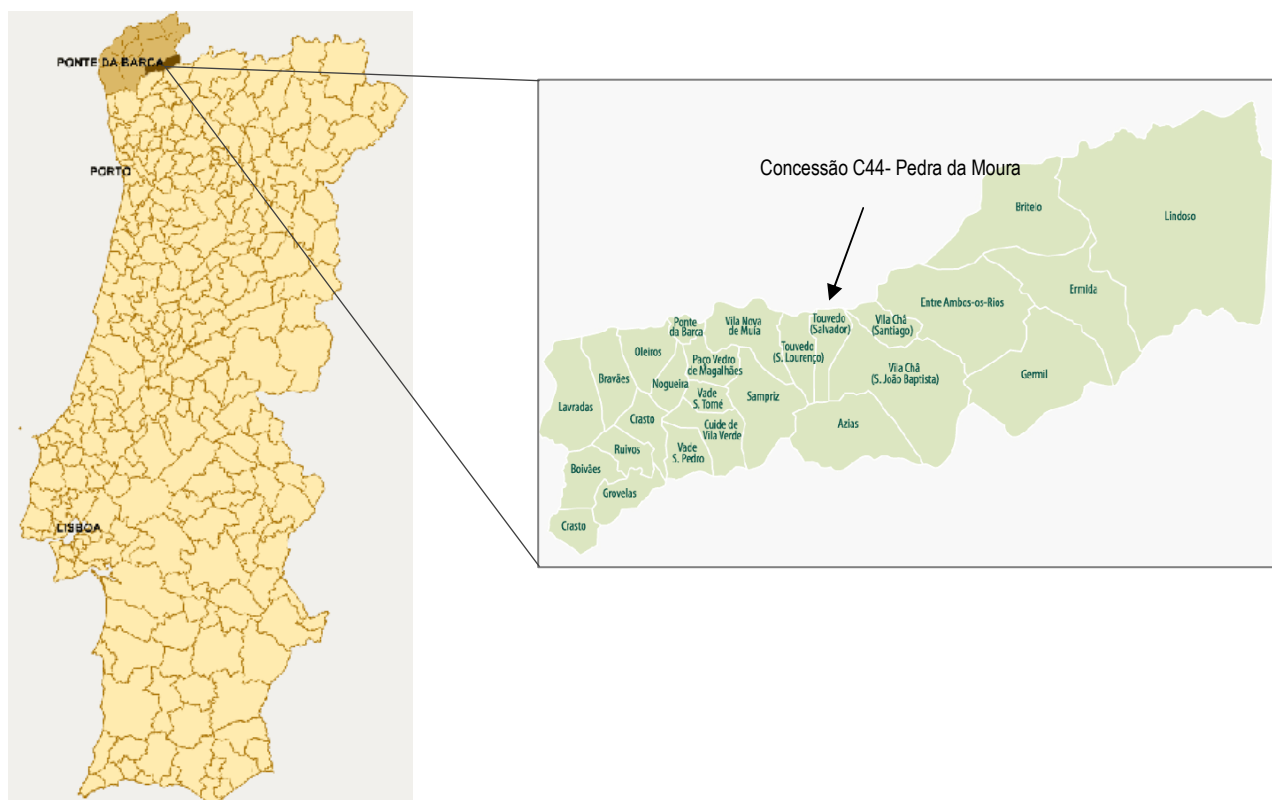 PONTE DA BARCA
PORTO
LISBOA
Concessão C44- Pedra da Moura
Britelo
Lindoso
Ermida
Entre Ambos-os-Rios
Touvedo
(Salvador)
Vila Chã
(Santiago)
Ponte
da Barca
Vila Nova
de Muía
Touvedo
(S. Lourenço)
Oleiros
Paço Vedro
de Magalhães
Vila Chã
(S. João Baptista)
Germil
Bravães
Nogueira
Vade
S. Tomé
Sampriz
Lavradas
Crasto
Cuide de
Vila Verde
Azias
Ruivos
Vade
S. Pedro
Boivães
Grovelas
Crasto